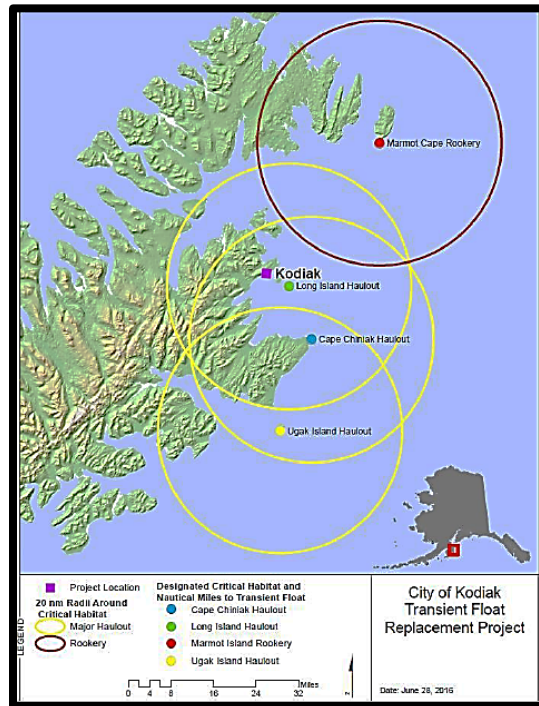 Marmot Cape Rookery
Kodiak
Long Island Haulout
Cape Chiniak Haulout
Ugak Island Haulout
LEGEND
Project Location
20 nm Radii Around
Critical Habitat
Major Haulout
Rookery
Designated Critical Habitat and
Nautical Miles to Transient Float
Cape Chiniak Haulout
Long Island Haulout
Marmot Island Rookery
Ugak Island Haulout
0 4 8 16 24 32
Miles
z
City of Kodiak
Transient Float
Replacement Project
Date: June 28, 2016